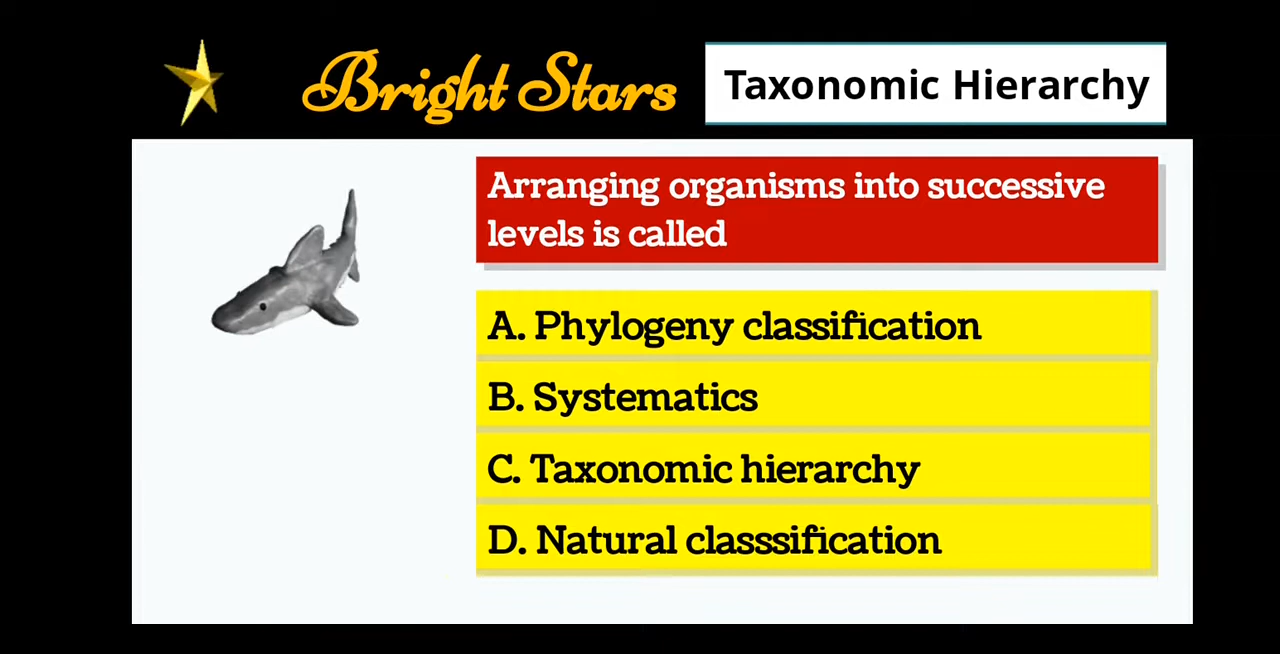 Bright Stars
Taxonomic Hierarchy
Arranging organisms into successive
levels is called
A. Phylogeny classification
B. Systematics
C. Taxonomic hierarchy
D. Natural classsification